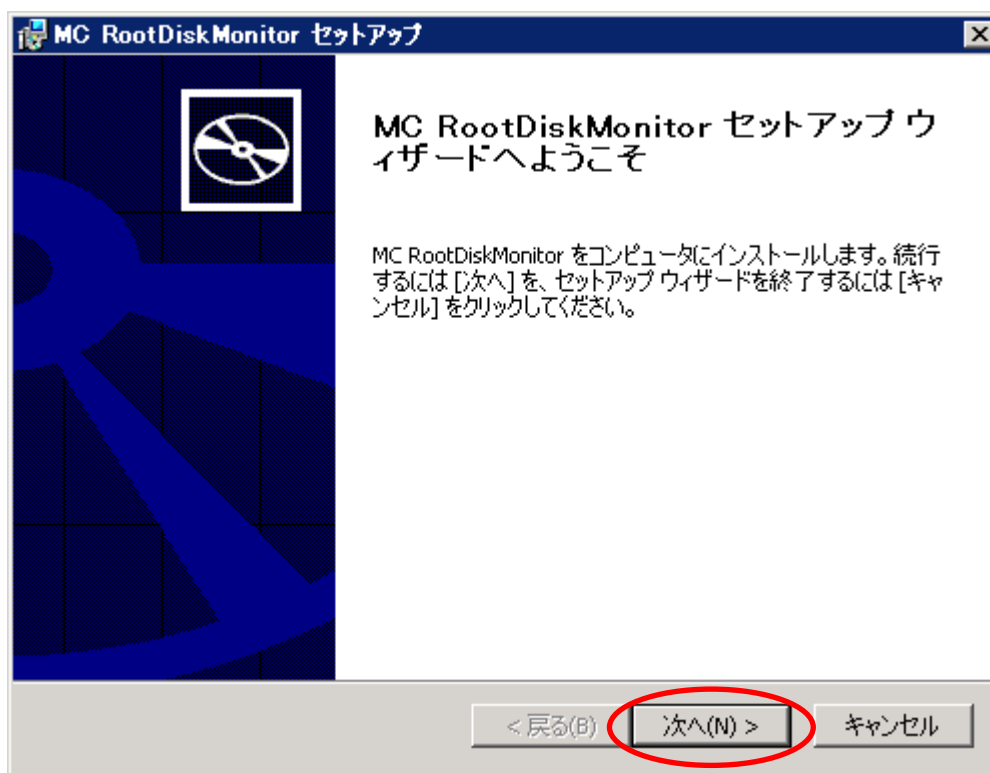 MC RootDiskMonitor セットアップ
MC RootDiskMonitor セットアップ ウ
ィザードへようこそ
MC RootDiskMonitor をコンピュータにインストールします。続行
するには [次へ] を、セットアップ ウィザードを終了するには [キャ
ンセル] をクリックしてください。
< 戻る(B)
次へ(N) >
キャンセル